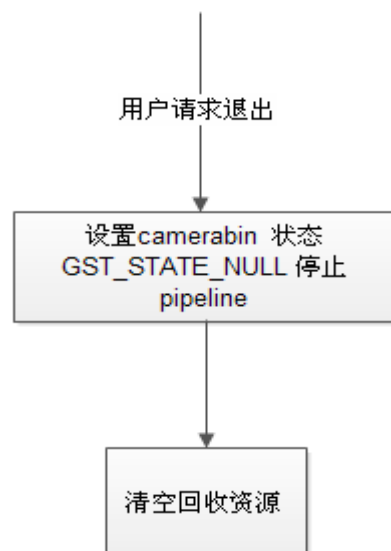 用户请求退出
设置camerabin 状态
GST_STATE_NULL 停止
pipeline
清空回收资源